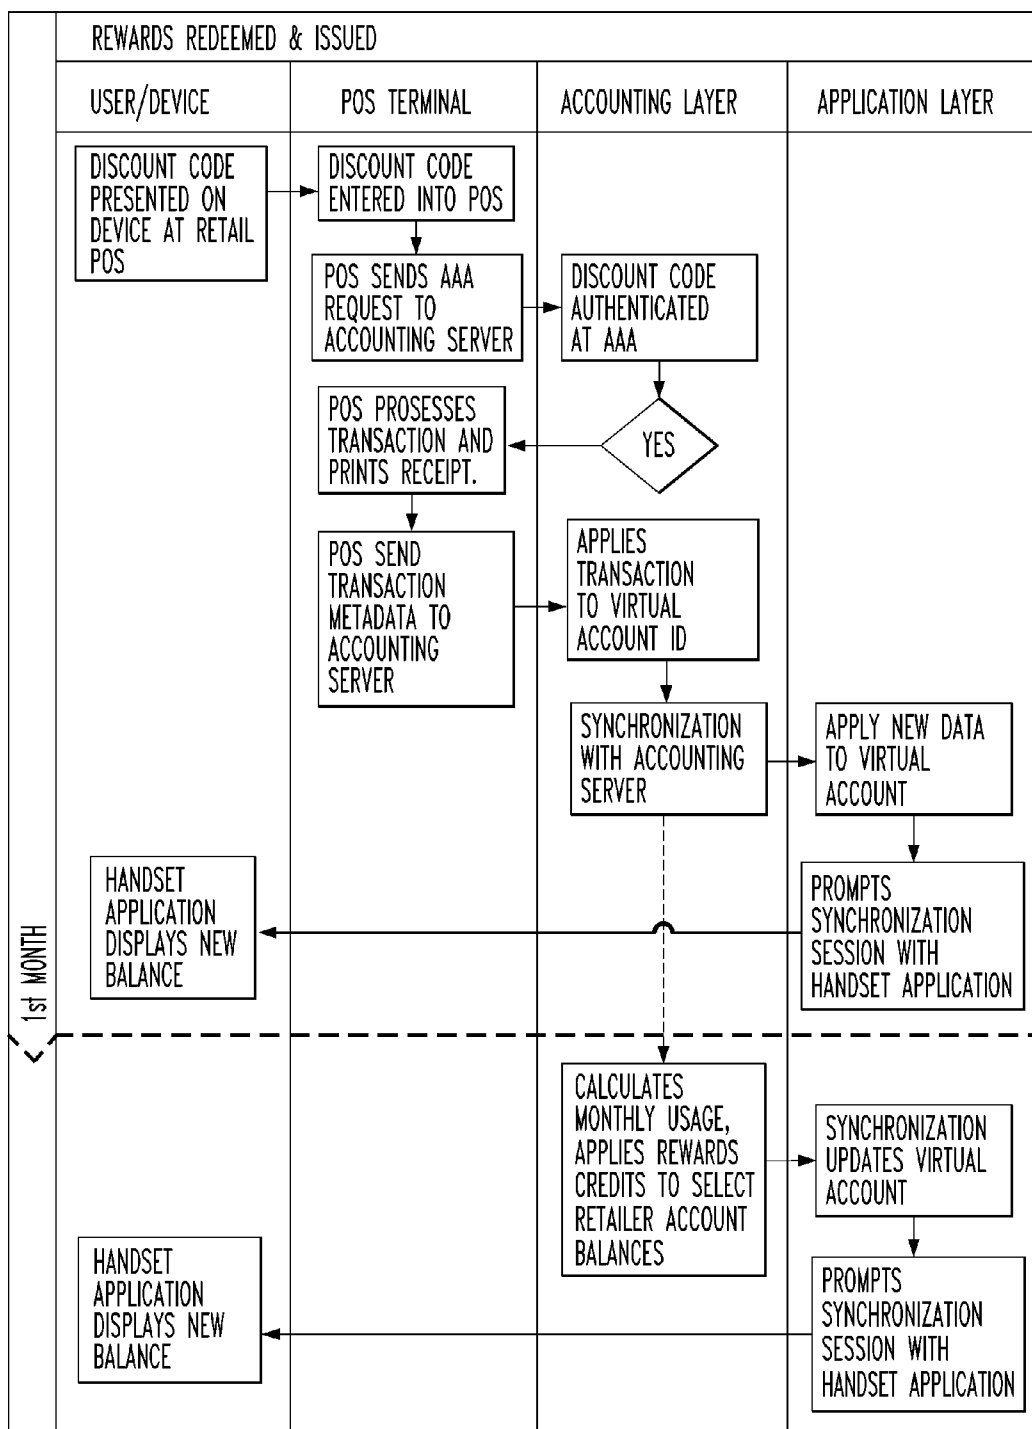 REWARDS REDEEMED & ISSUED
USER/DEVICE
POS TERMINAL
ACCOUNTING LAYER
APPLICATION LAYER
DISCOUNT CODE
PRESENTED ON
DEVICE AT RETAIL
POS
DISCOUNT CODE
ENTERED INTO POS
POS SENDS AAA
REQUEST TO
ACCOUNTING SERVER
DISCOUNT CODE
AUTHENTICATED
AT AAA
YES
POS PROSESSES
TRANSACTION AND
PRINTS RECEIPT.
POS SEND
TRANSACTION
METADATA TO
ACCOUNTING
SERVER
APPLIES
TRANSACTION
TO VIRTUAL
ACCOUNT ID
SYNCHRONIZATION
WITH ACCOUNTING
SERVER
APPLY NEW DATA
TO VIRTUAL
ACCOUNT
PROMPTS
SYNCHRONIZATION
SESSION WITH
HANDSET APPLICATION
HANDSET
APPLICATION
DISPLAYS NEW
BALANCE
1st MONTH
CALCULATES
MONTHLY USAGE,
APPLIES REWARDS
CREDITS TO SELECT
RETAILER ACCOUNT
BALANCES
SYNCHRONIZATION
UPDATES VIRTUAL
ACCOUNT
PROMPTS
SYNCHRONIZATION
SESSION WITH
HANDSET APPLICATION
HANDSET
APPLICATION
DISPLAYS NEW
BALANCE